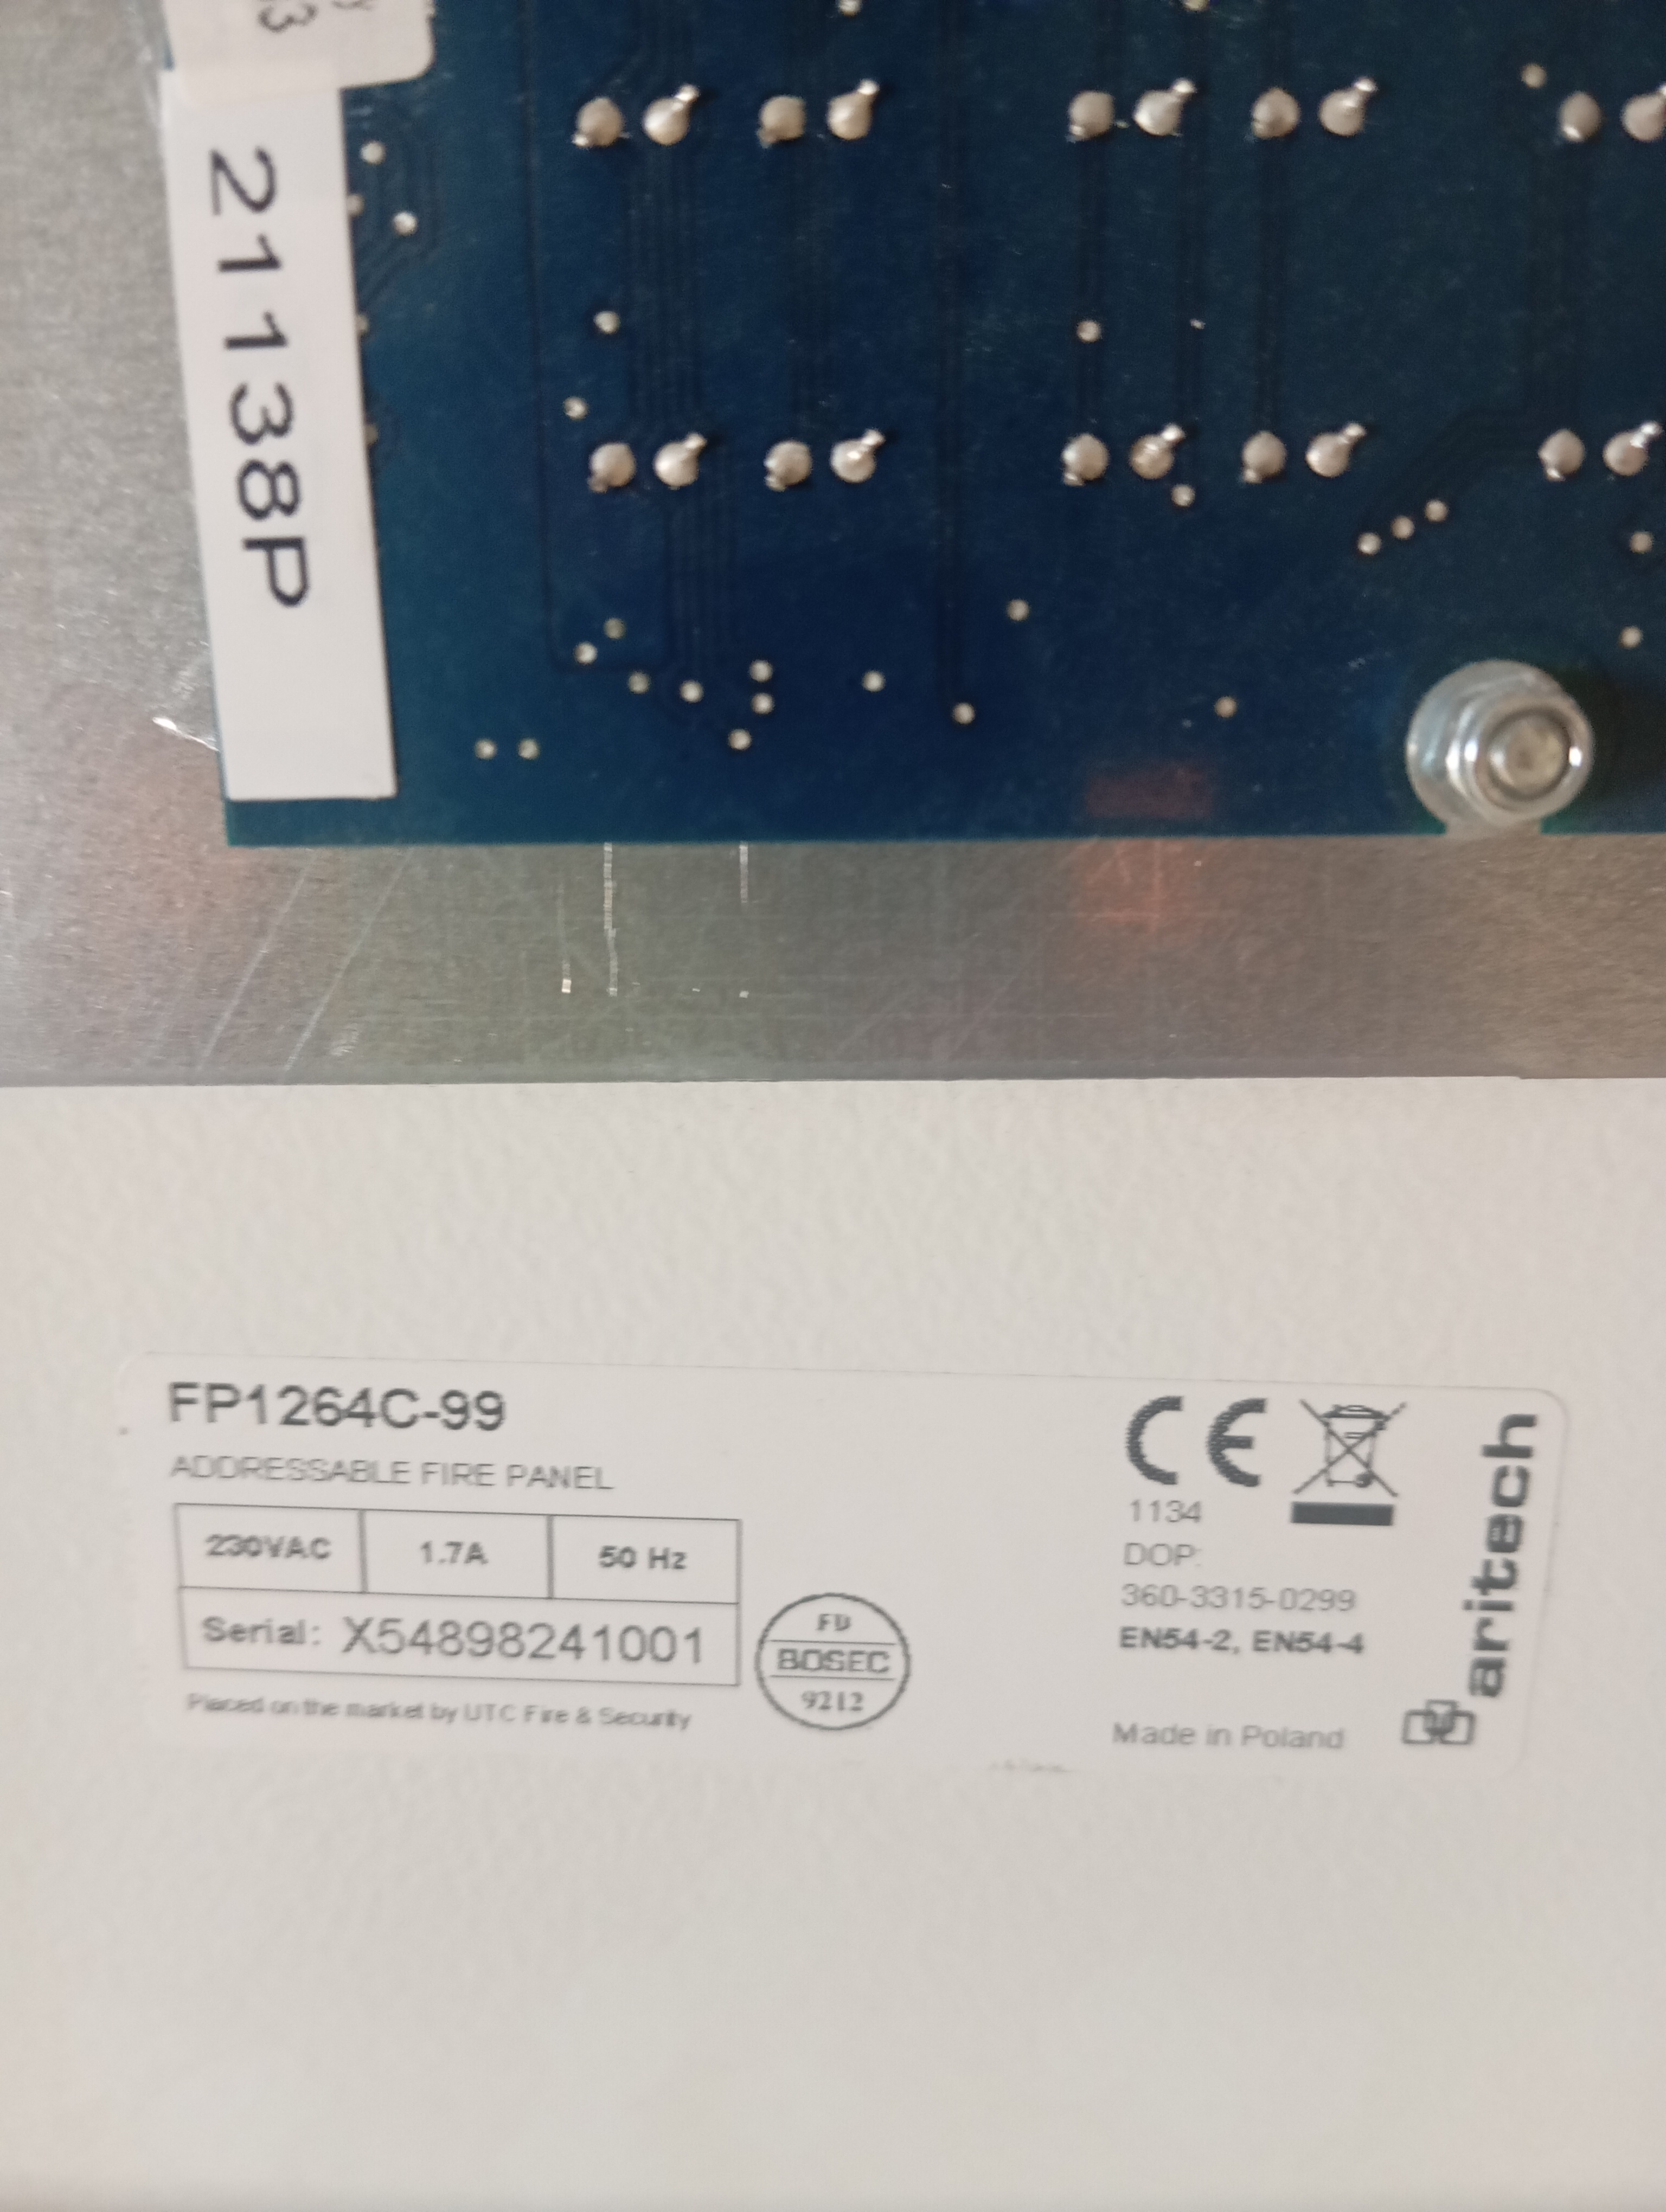 21138P
FP1264C-99
ADDRESSABLE FIRE PANEL
230VAC 1.7A 50 Hz
Serial: X54898241001
Placed on the market by UTC Fire & Security
BOSEC
9212
CE
1134
DOP:
360-3315-0299
EN54-2, EN54-4
Made in Poland
aritech